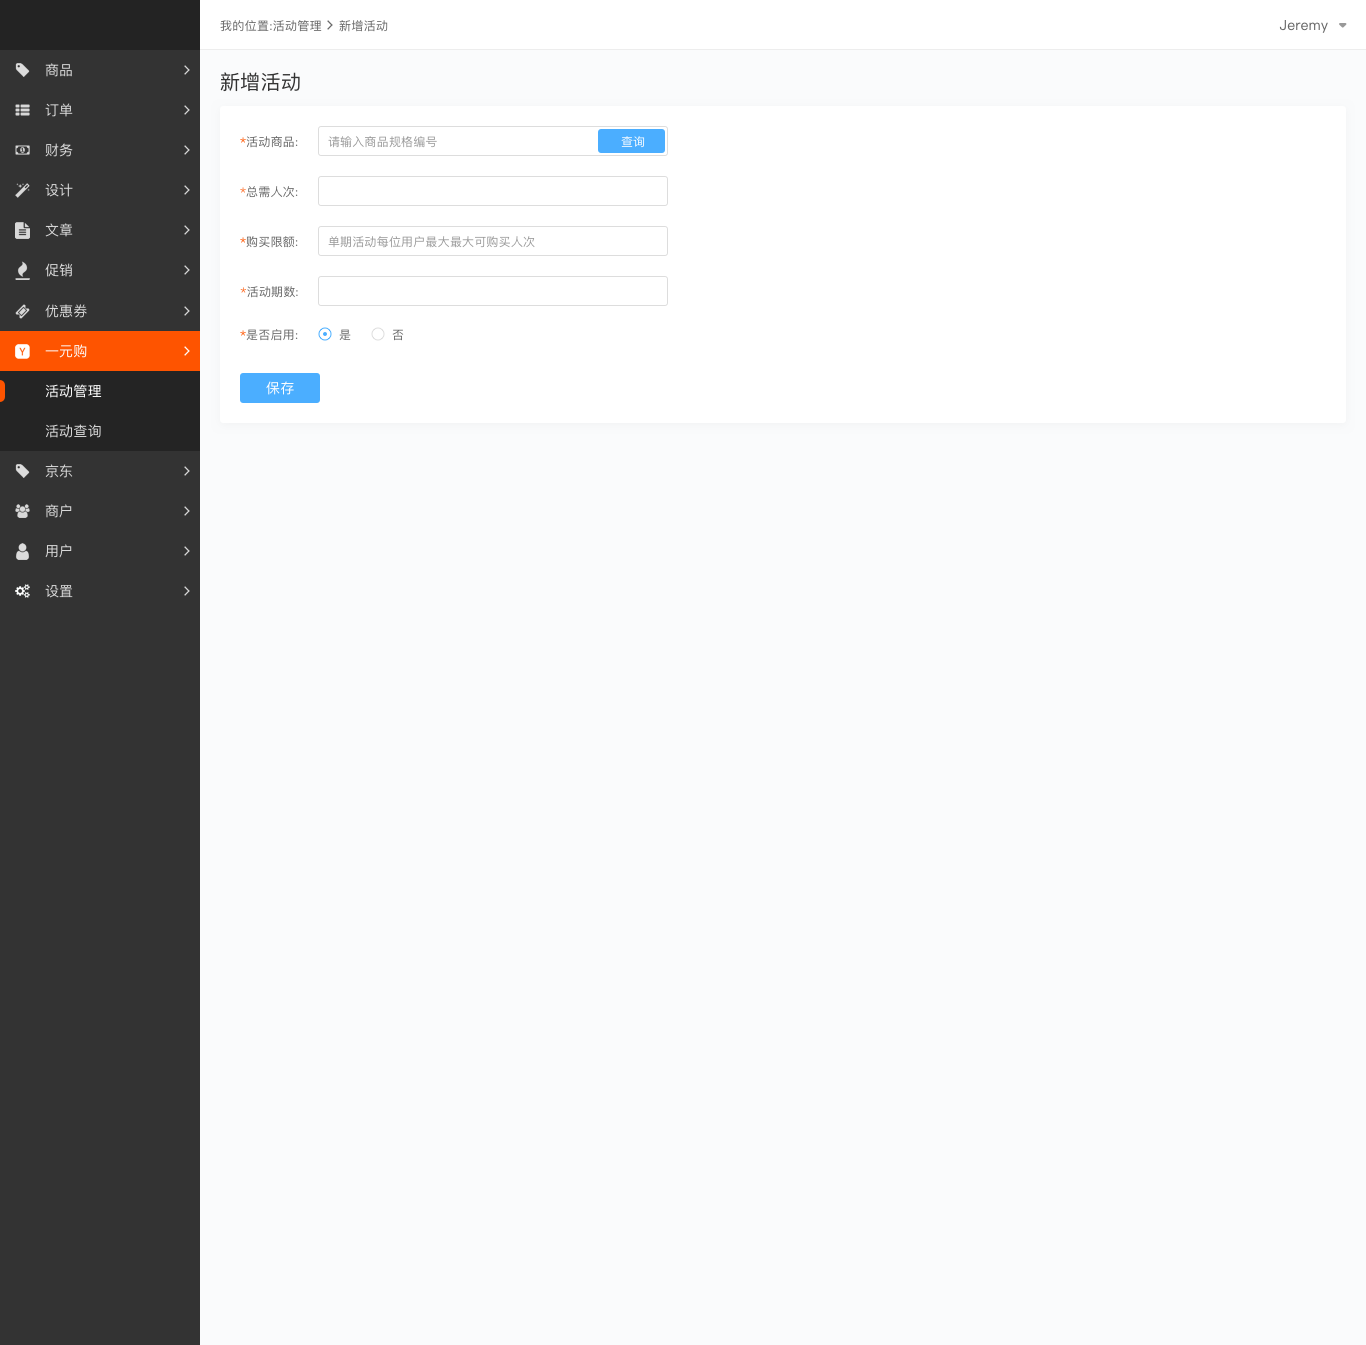 我的位置:活动管理 > 新增活动
Jeremy
商品
订单
财务
设计
文章
促销
优惠券
一元购
活动管理
活动查询
京东
商户
用户
设置
新增活动
*活动商品: 请输入商品规格编号 查询
*总需人次:
*购买限额: 单期活动每位用户最大最大可购买人次
*活动期数:
*是否启用: 是 否
保存